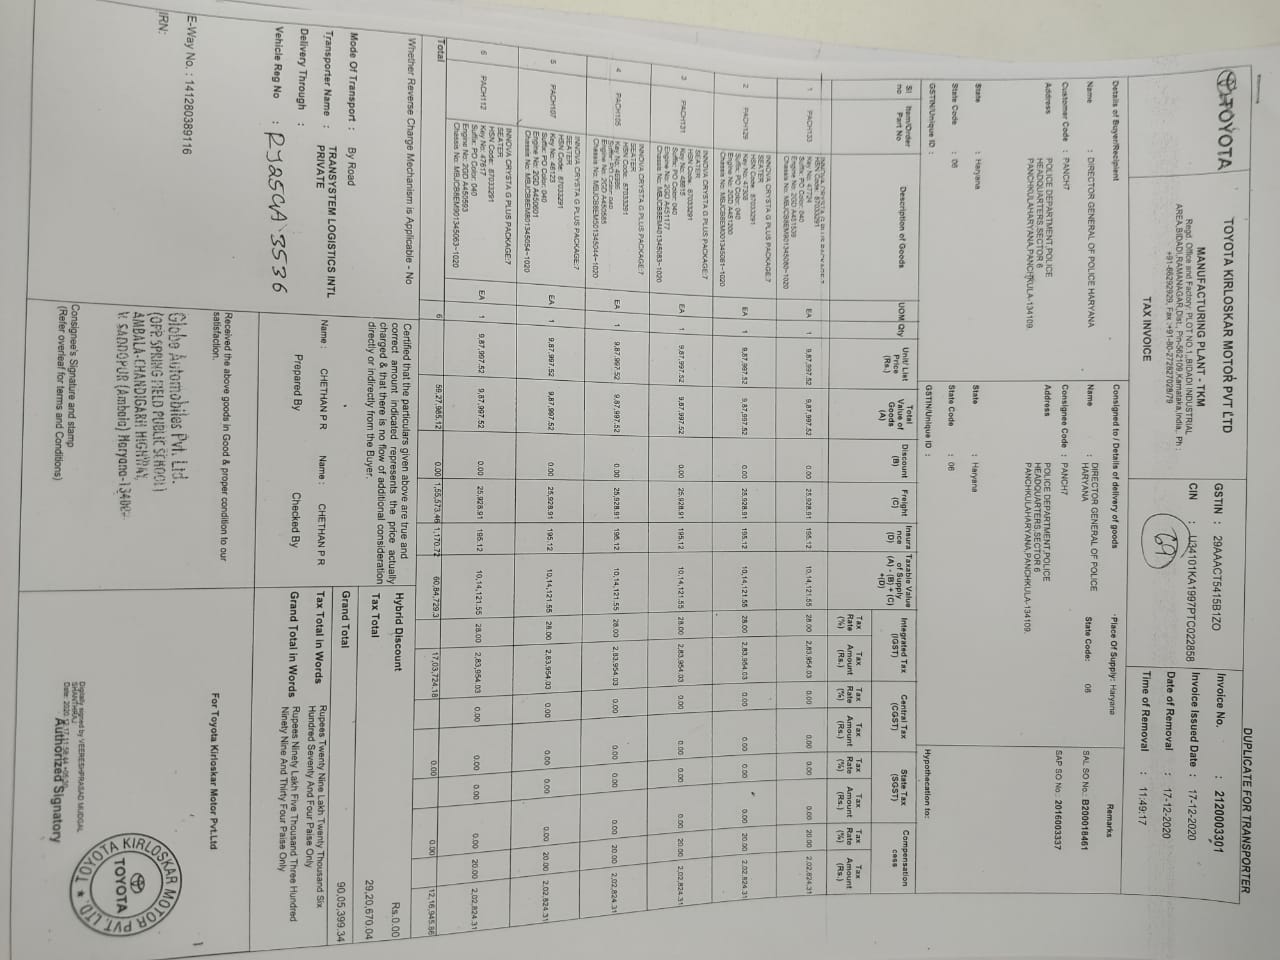 DUPLICATE FOR TRANSPORTER
TOYOTA
TOYOTA KIRLOSKAR MOTOR PVT LTD
MANUFACTURING PLANT - TKM
Regd. Office and Factory: PLOT NO.1,,BIDADI INDUSTRIAL
AREA,BIDADI,RAMANAGAR,Dist., Pin-562109,Karnataka,India,. Ph :
+91-66292929, Fax :+91-80-272827028/79
TAX INVOICE
GSTIN : 29AAACT5415B1ZO
CIN : U34101KA1997PTC022858
69
Invoice No. : 2120003301
Invoice Issued Date : 17-12-2020
Date of Removal : 17-12-2020
Time of Removal : 11:49:17
Details of Buyer/Recipient
Name : DIRECTOR GENERAL OF POLICE HARYANA
Customer Code : PANCH7
Address POLICE DEPARTMENT,POLICE
HEADQUARTERS,SECTOR 6
PANCHKULAHARYANA,PANCHKULA-134109.
State : Haryana
State Code : 06
GSTIN/Unique ID :
Consigned to / Details of delivery of goods
Name : DIRECTOR GENERAL OF POLICE
HARYANA
Consignee Code : PANCH7
Address POLICE DEPARTMENT,POLICE
HEADQUARTERS,SECTOR 6
PANCHKULAHARYANA,PANCHKULA-134109.
State : Haryana
State Code : 06
GSTIN/Unique ID :
Place Of Supply: Haryana
State Code: 06
Remarks
SAL SO No.: B200018461
SAP SO No.: 2016003337
Hypothecation to:
Sl no Item/Order Part No Description of Goods UOM Qty Unit/ List Price (Rs.) Total Value of Goods (A) Discount (B) Freight (C) Insura nce (D) Taxable Value of Supply (A) - (B) + (C) +(D) Integrated Tax (IGST) Central Tax (CGST) State Tax (SGST) Compensation cess
Tax Rate (%) Tax Amount (Rs.) Tax Rate (%) Tax Amount (Rs.) Tax Rate (%) Tax Amount (Rs.) Tax Rate (%) Tax Amount (Rs.)
INNOVA CRYSTA G PLUS PACKAGE:7
HSN Code: 87033291
1 PACH133 Key No: 47724 EA 1 9,87,997.52 9,87,997.52 0.00 25,928.91 195.12 10,14,121.55 28.00 2,83,954.03 0.00 0.00 0.00 0.00 20.00 2,02,824.31
Suffix: PO Color: 040
Engine No: 2GD A451539
Chassis No: MBJCB8EM901345080-1020
INNOVA CRYSTA G PLUS PACKAGE:7
SEATER
HSN Code: 87033291
2 PACH129 Key No: 47308 EA 1 9,87,997.52 9,87,997.52 0.00 25,928.91 195.12 10,14,121.55 28.00 2,83,954.03 0.00 0.00 0.00 0.00 20.00 2,02,824.31
Suffix: PO Color: 040
Engine No: 2GD A451200
Chassis No: MBJCB8EM001345081-1020
INNOVA CRYSTA G PLUS PACKAGE:7
SEATER
HSN Code: 87033291
3 PACH131 Key No: 48615 EA 1 9,87,997.52 9,87,997.52 0.00 25,928.91 195.12 10,14,121.55 28.00 2,83,954.03 0.00 0.00 0.00 0.00 20.00 2,02,824.31
Suffix: PO Color: 040
Engine No: 2GD A451177
Chassis No: MBJCB8EM401345083-1020
INNOVA CRYSTA G PLUS PACKAGE:7
SEATER
HSN Code: 87033291
4 PACH105 Key No: 46986 EA 1 9,87,997.52 9,87,997.52 0.00 25,928.91 195.12 10,14,121.55 28.00 2,83,954.03 0.00 0.00 0.00 0.00 20.00 2,02,824.31
Suffix: PO Color: 040
Engine No: 2GD A450585
Chassis No: MBJCB8EM501345044-1020
INNOVA CRYSTA G PLUS PACKAGE:7
SEATER
HSN Code: 87033291
5 PACH107 Key No: 46123 EA 1 9,87,997.52 9,87,997.52 0.00 25,928.91 195.12 10,14,121.55 28.00 2,83,954.03 0.00 0.00 0.00 0.00 20.00 2,02,824.31
Suffix: PO Color: 040
Engine No: 2GD A450601
Chassis No: MBJCB8EM801345054-1020
INNOVA CRYSTA G PLUS PACKAGE:7
SEATER
HSN Code: 87033291
6 PACH112 Key No: 47617 EA 1 9,87,997.52 9,87,997.52 0.00 25,928.91 195.12 10,14,121.55 28.00 2,83,954.03 0.00 0.00 0.00 0.00 20.00 2,02,824.31
Suffix: PO Color: 040
Engine No: 2GD A450593
Chassis No: MBJCB8EM901345063-1020
Total 6 59,27,985.12 0.00 1,55,573.46 1,170.72 60,84,729.3 17,03,724.18 0.00 0.00 12,16,945.86
Whether Reverse Charge Mechanism is Applicable - No
Mode Of Transport : By Road
Transporter Name : TRANSYSTEM LOGISTICS INTL
PRIVATE
Delivery Through :
Vehicle Reg No : RJ25GA 3536
E-Way No. : 141280389116
IRN:
Certified that the particulars given above are true and
correct amount indicated represents the price actually
charged & that there is no flow of additional consideration
directly or indirectly from the Buyer.
Name : CHETHAN P R Name : CHETHAN P R
Prepared By Checked By
Received the above goods in Good & proper condition to our
satisfaction.
Globe Automobiles Pvt. Ltd.
(OPP. SPRING FIELD PUBLIC SCHOOL)
AMBALA-CHANDIGARH HIGHWAY,
V. SADDOPUR (Ambala) Haryana-
Consignee's Signature and stamp
(Refer overleaf for terms and Conditions)
Hybrid Discount Rs.0.00
Tax Total 29,20,670.04
Grand Total 90,05,399.34
Tax Total in Words Rupees Twenty Nine Lakh Twenty Thousand Six
Hundred Seventy And Four Paise Only
Grand Total in Words Rupees Ninety Lakh Five Thousand Three Hundred
Ninety Nine And Thirty Four Paise Only
For Toyota Kirloskar Motor Pvt.Ltd
TOYOTA KIRLOSKAR MOTOR PVT. LTD.
TOYOTA
Digitally signed by VEERESHPRASAD MUDGAL
SHANTHRAJ
Date: 2020.12.17 11:58:44 +05:30
Authorized Signatory